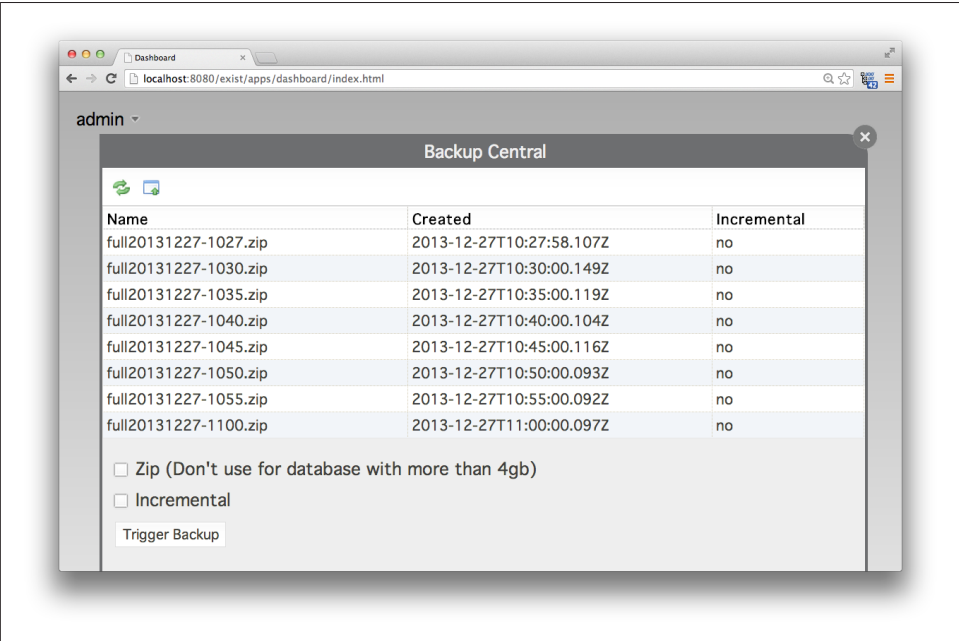 Dashboard
localhost:8080/exist/apps/dashboard/index.html
42
admin
Backup Central
Name Created Incremental
full20131227-1027.zip 2013-12-27T10:27:58.107Z no
full20131227-1030.zip 2013-12-27T10:30:00.149Z no
full20131227-1035.zip 2013-12-27T10:35:00.119Z no
full20131227-1040.zip 2013-12-27T10:40:00.104Z no
full20131227-1045.zip 2013-12-27T10:45:00.116Z no
full20131227-1050.zip 2013-12-27T10:50:00.093Z no
full20131227-1055.zip 2013-12-27T10:55:00.092Z no
full20131227-1100.zip 2013-12-27T11:00:00.097Z no
Zip (Don't use for database with more than 4gb)
Incremental
Trigger Backup